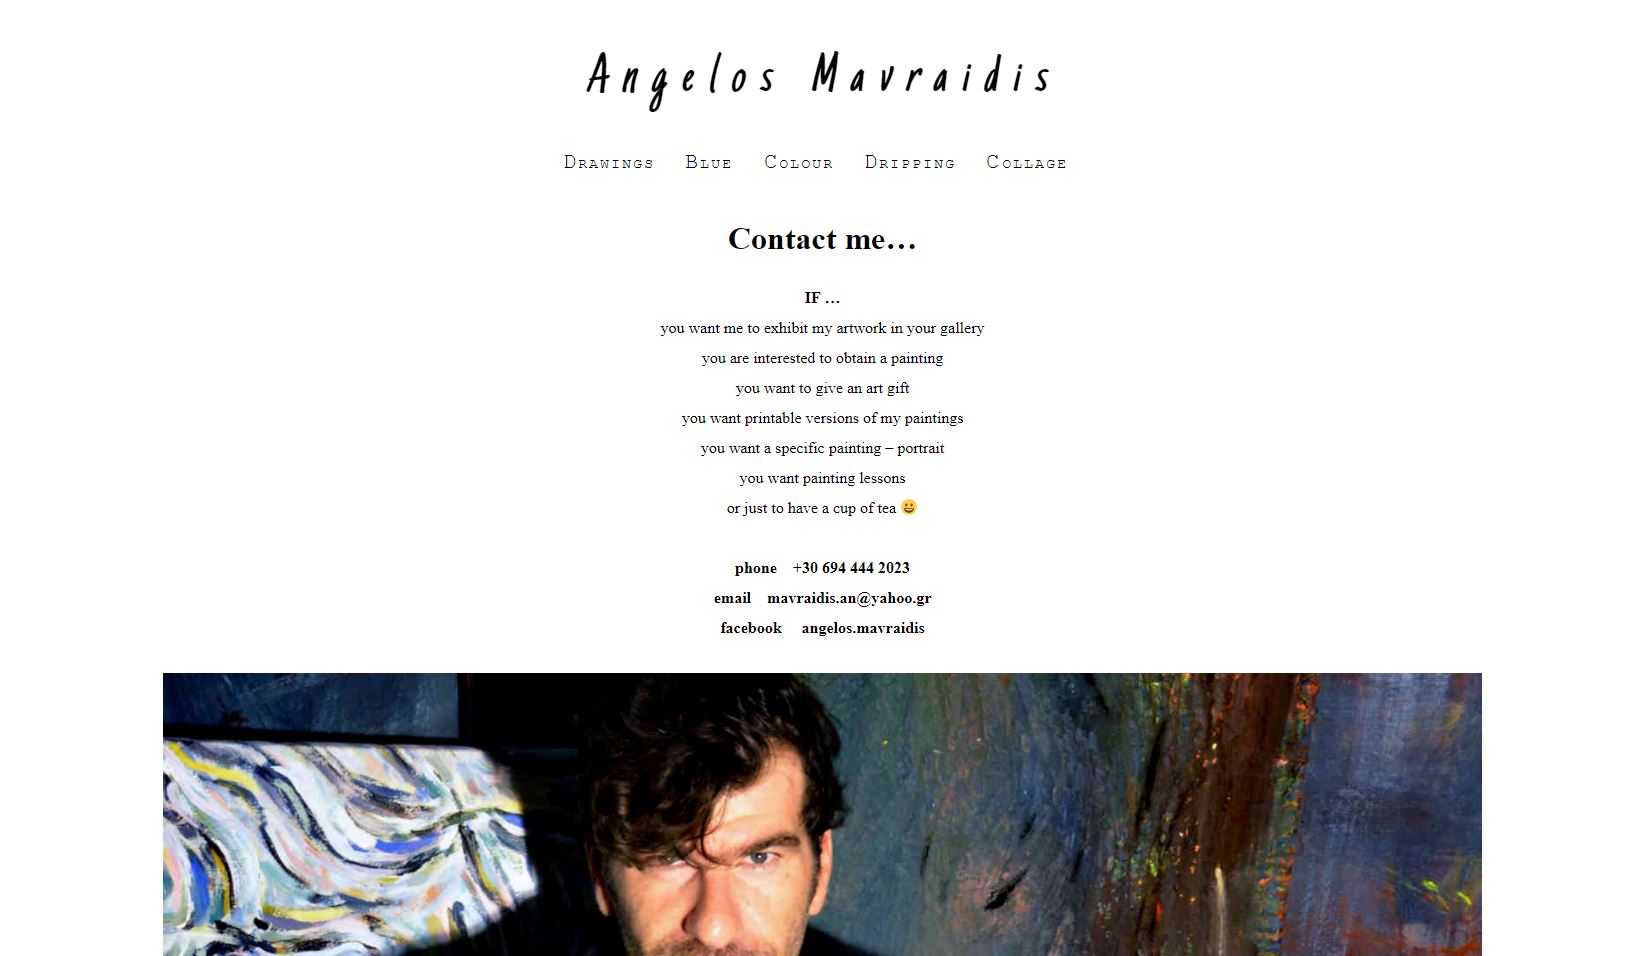 Angelos Mavraidis
Drawings Blue Colour Dripping Collage
Contact me…
IF …
you want me to exhibit my artwork in your gallery
you are interested to obtain a painting
you want to give an art gift
you want printable versions of my paintings
you want a specific painting – portrait
you want painting lessons
or just to have a cup of tea 😀
phone +30 694 444 2023
email mavraidis.an@yahoo.gr
facebook angelos.mavraidis